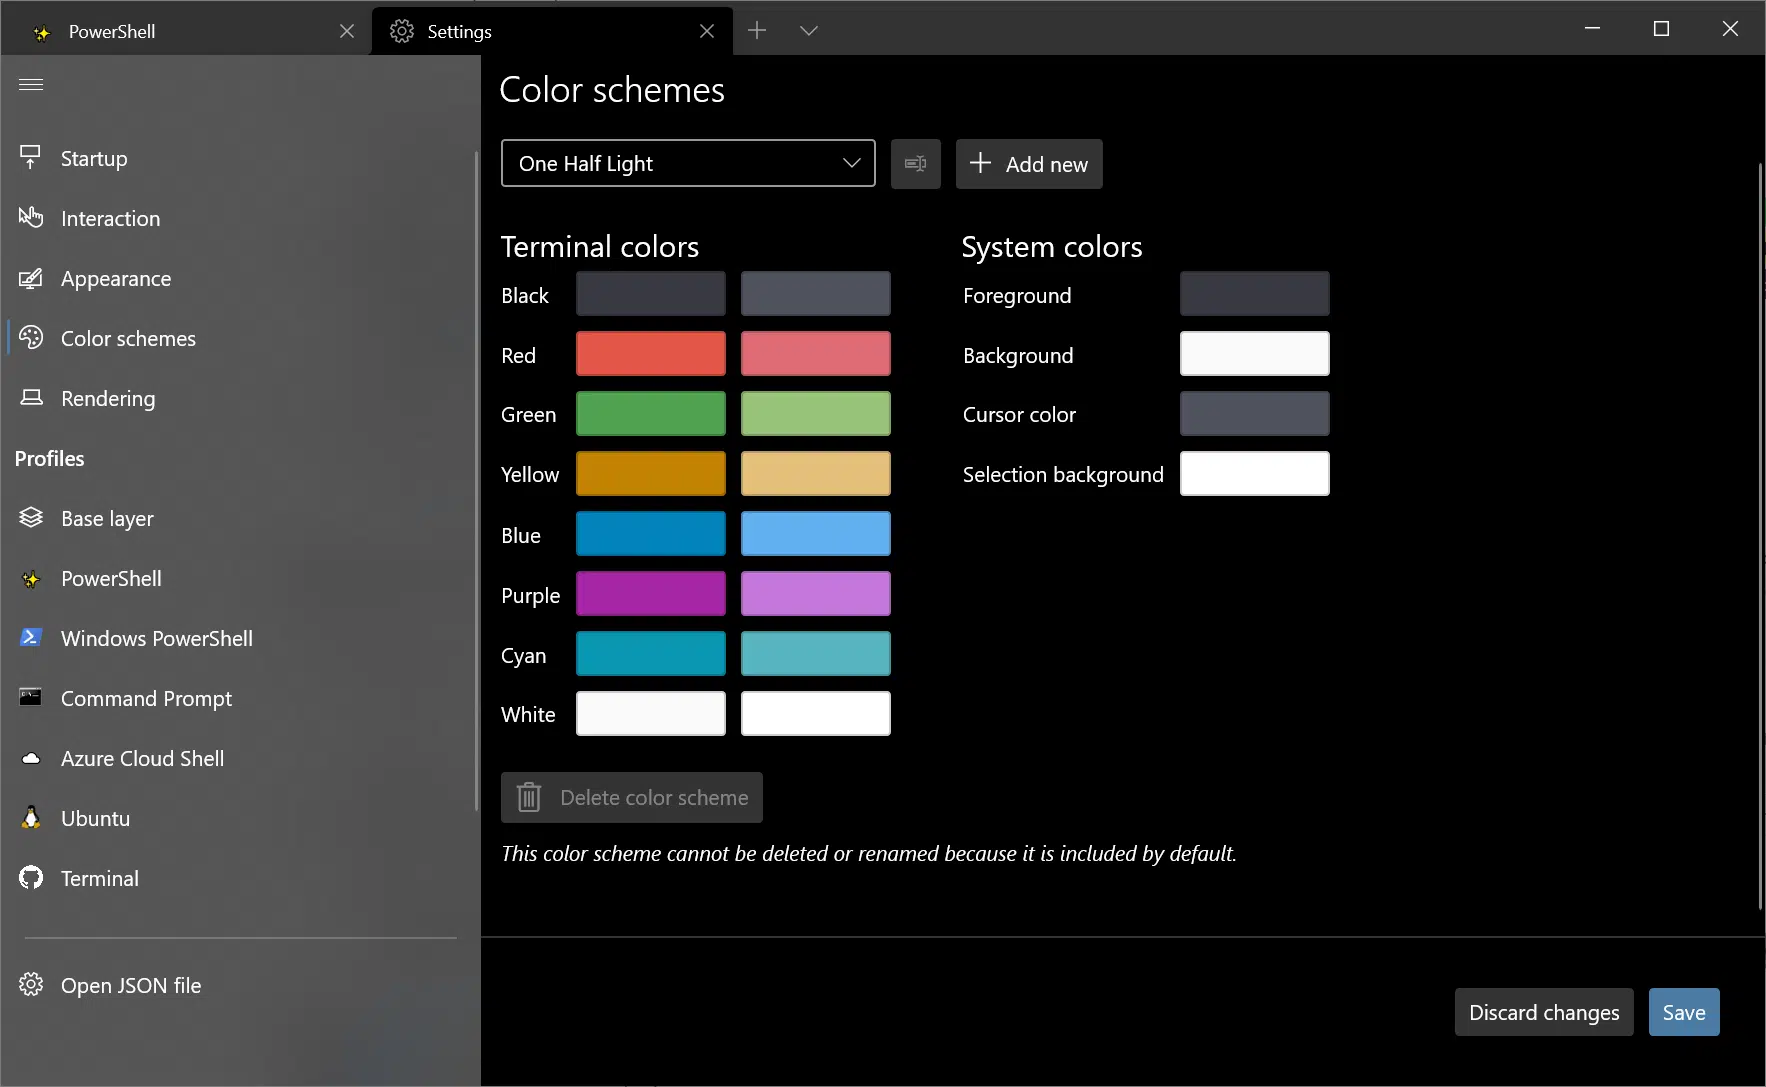 PowerShell
Settings
Color schemes
One Half Light
Add new
Startup
Interaction
Appearance
Color schemes
Rendering
Profiles
Base layer
PowerShell
Windows PowerShell
Command Prompt
Azure Cloud Shell
Ubuntu
Terminal
Open JSON file
Terminal colors
Black
Red
Green
Yellow
Blue
Purple
Cyan
White
System colors
Foreground
Background
Cursor color
Selection background
Delete color scheme
This color scheme cannot be deleted or renamed because it is included by default.
Discard changes
Save